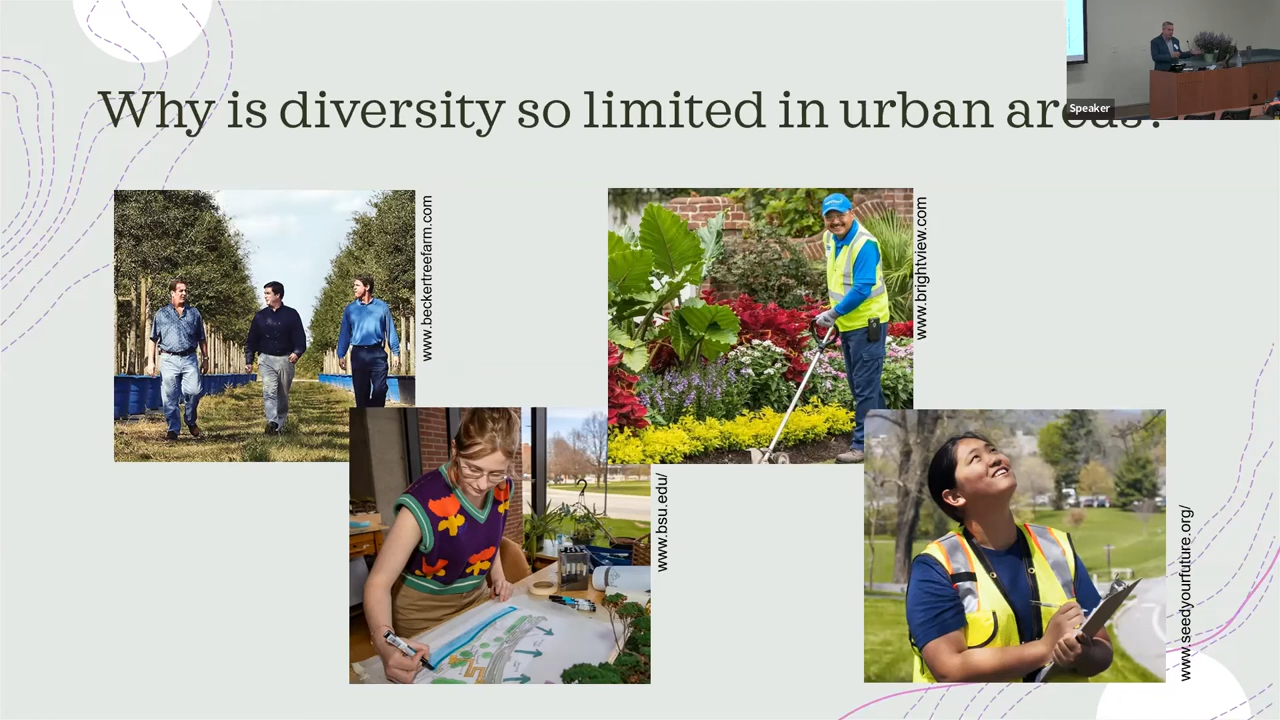 Why is diversity so limited in urban areas?
Speaker
www.beckertreefarm.com
www.brightview.com
www.bsu.edu/
www.seedyourfuture.org/